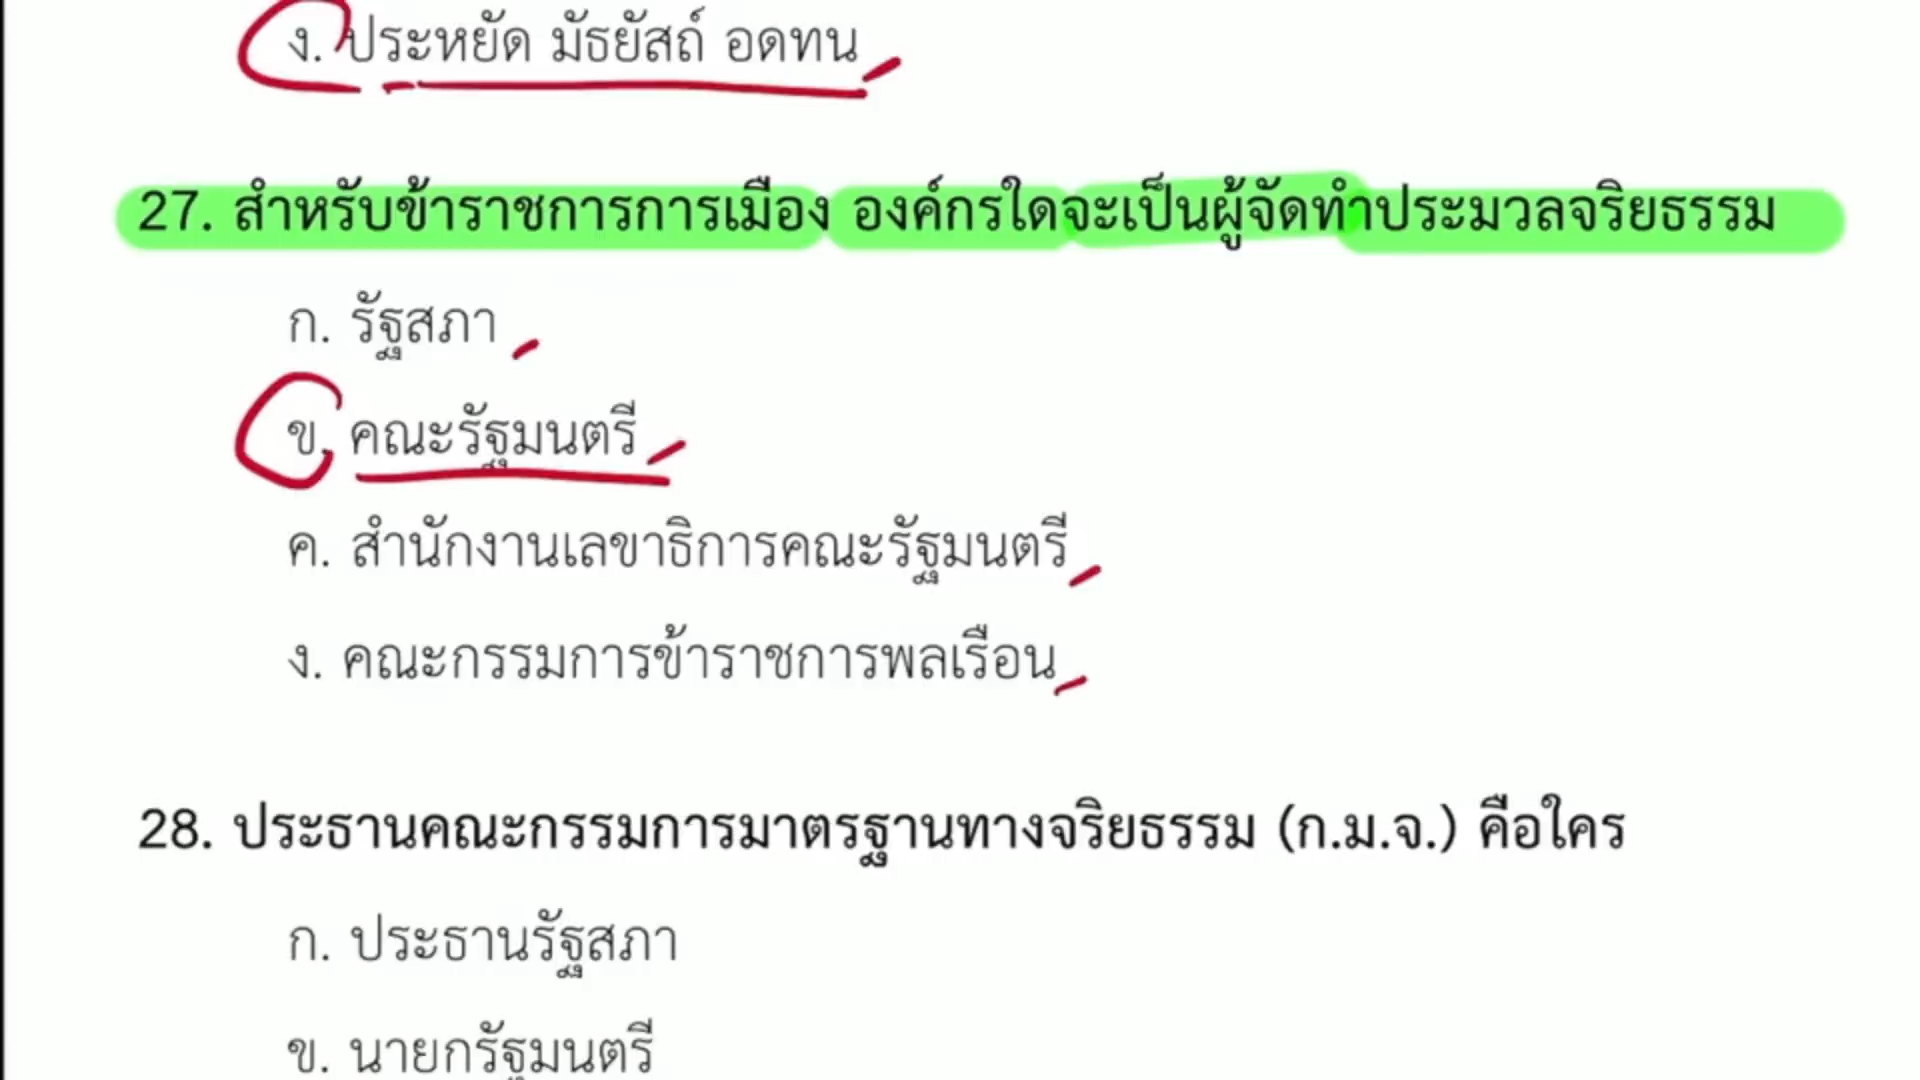 ง. ประหยัด มัธยัสถ์ อดทน
27. สำหรับข้าราชการการเมือง องค์กรใดจะเป็นผู้จัดทำประมวลจริยธรรม
ก. รัฐสภา
ข. คณะรัฐมนตรี
ค. สำนักงานเลขาธิการคณะรัฐมนตรี
ง. คณะกรรมการข้าราชการพลเรือน
28. ประธานคณะกรรมการมาตรฐานทางจริยธรรม (ก.ม.จ.) คือใคร
ก. ประธานรัฐสภา
ข. นายกรัฐมนตรี